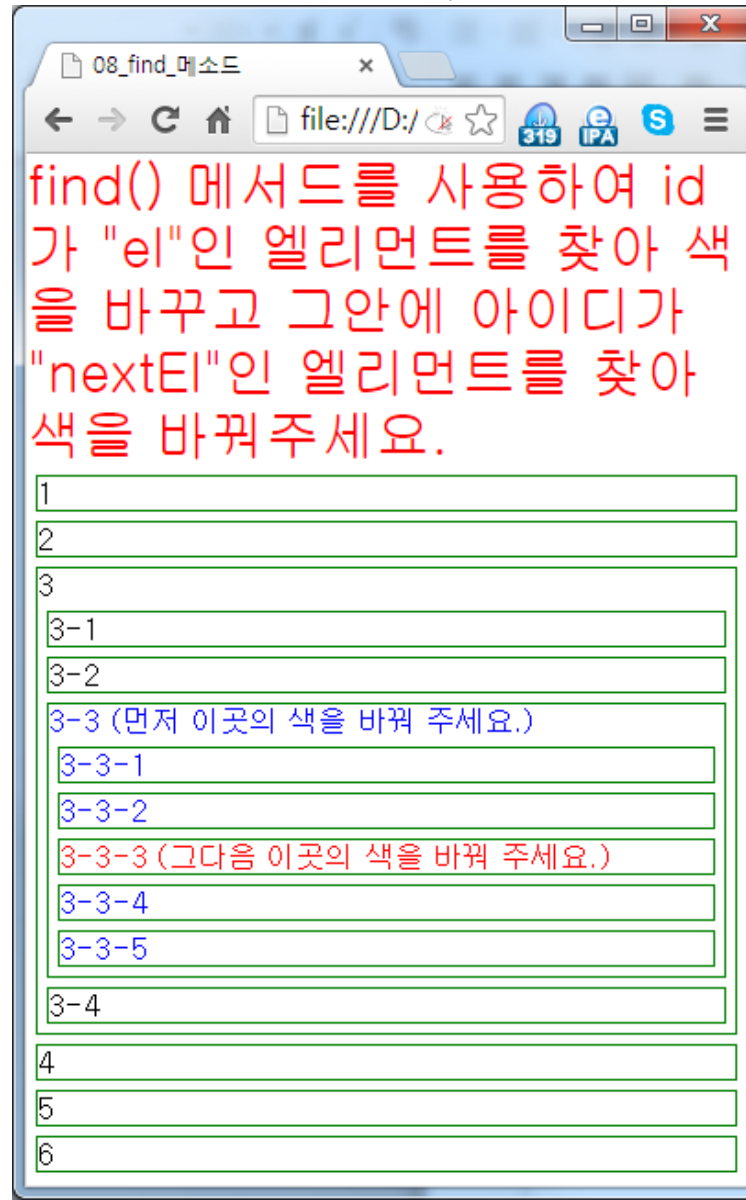 08_find_메소드
file:///D:/
319
IPA
find() 메서드를 사용하여 id
가 "el"인 엘리먼트를 찾아 색
을 바꾸고 그안에 아이디가
"nextEl"인 엘리먼트를 찾아
색을 바꿔주세요.
1
2
3
3-1
3-2
3-3 (먼저 이곳의 색을 바꿔 주세요.)
3-3-1
3-3-2
3-3-3 (그다음 이곳의 색을 바꿔 주세요.)
3-3-4
3-3-5
3-4
4
5
6